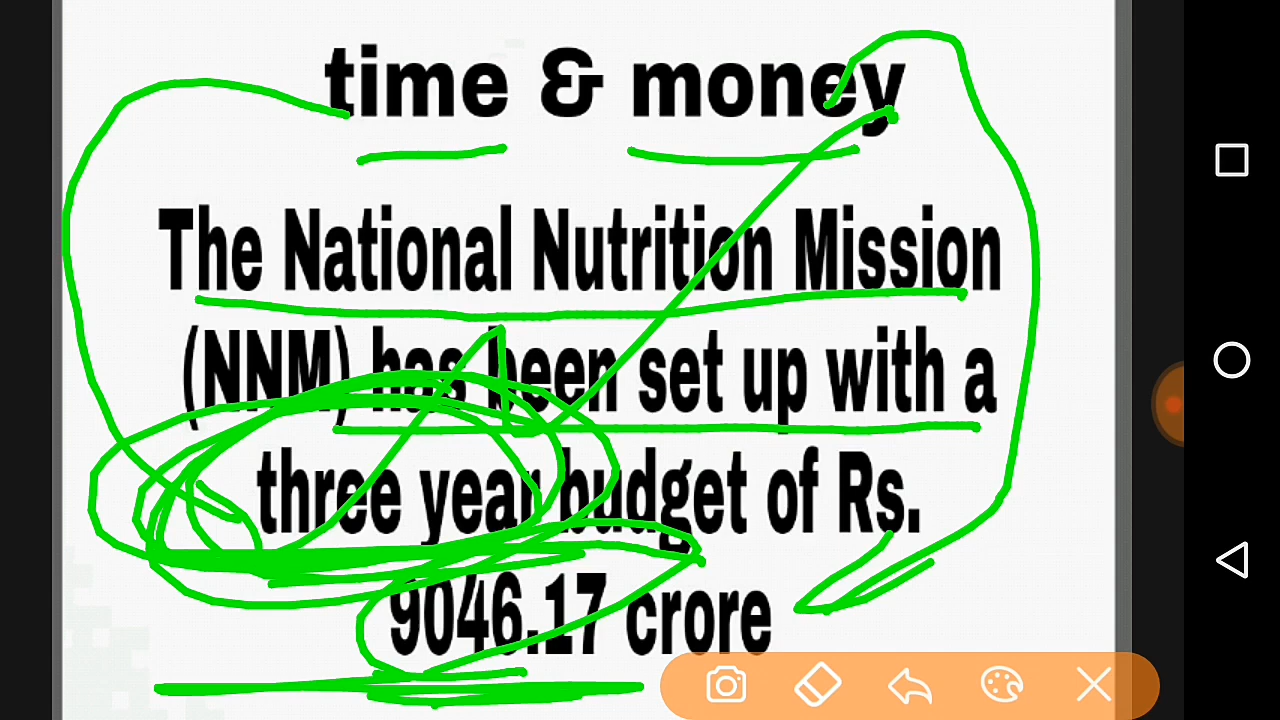 time & money
The National Nutrition Mission
(NNM) has been set up with a
three year budget of Rs.
9046.17 crore